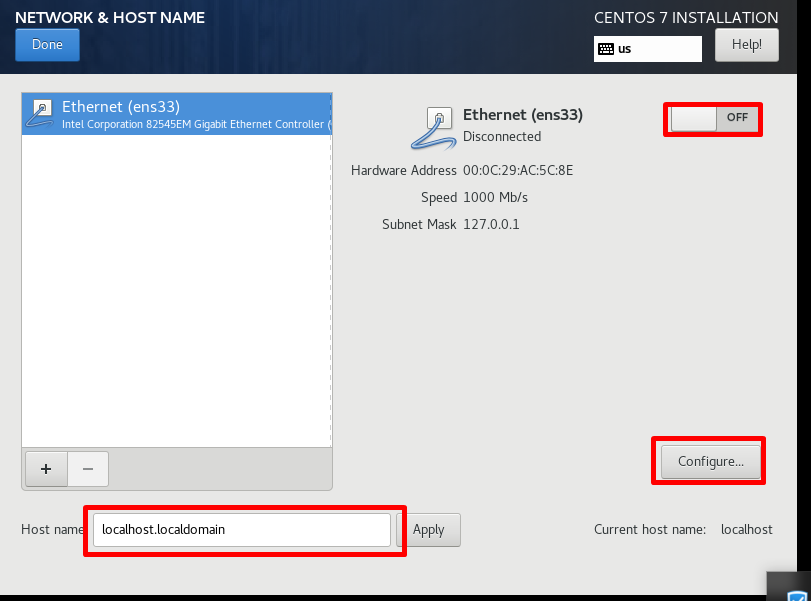 NETWORK & HOST NAME
CENTOS 7 INSTALLATION
Done
us
Help!
Ethernet (ens33)
Intel Corporation 82545EM Gigabit Ethernet Controller (
Ethernet (ens33)
Disconnected
OFF
Hardware Address 00:0C:29:AC:5C:8E
Speed 1000 Mb/s
Subnet Mask 127.0.0.1
+ −
Configure...
Host name localhost.localdomain Apply
Current host name: localhost